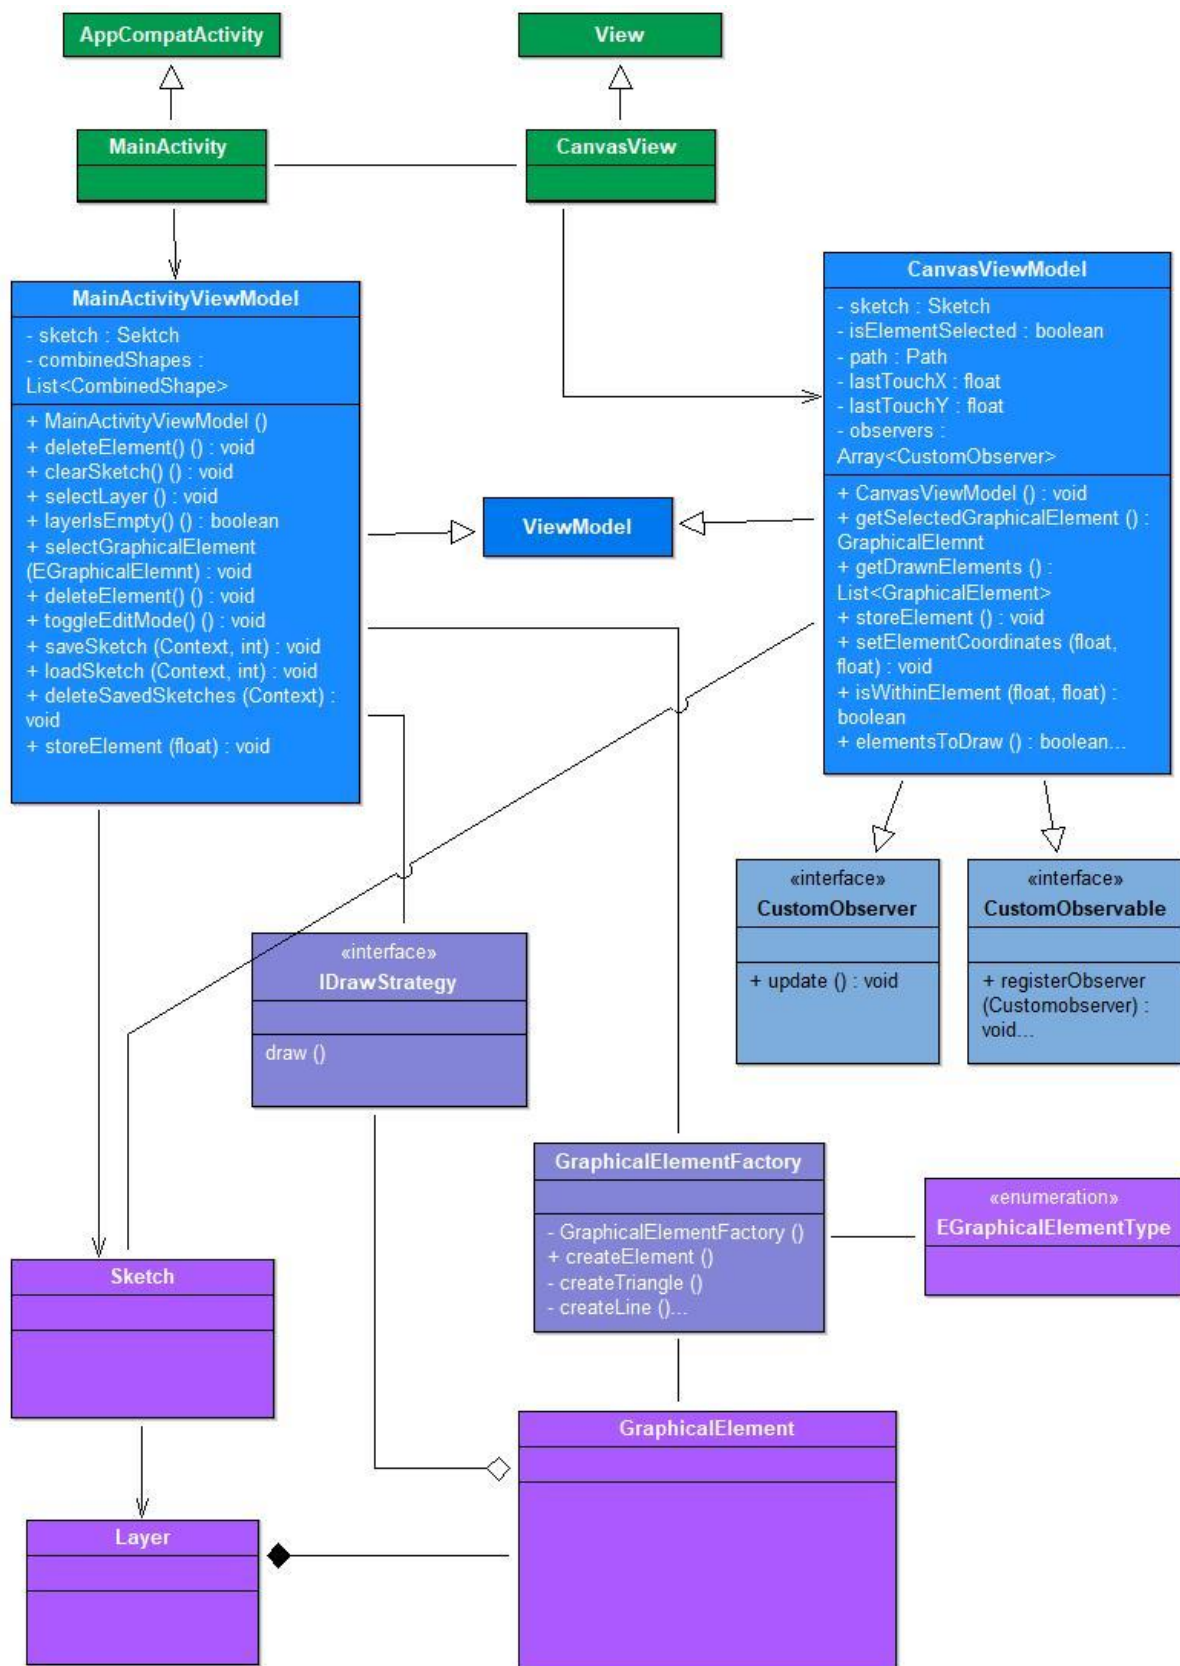 AppCompatActivity
View
MainActivity
CanvasView
MainActivityViewModel
- sketch : Sektch
- combinedShapes :
List<CombinedShape>
+ MainActivityViewModel ()
+ deleteElement() () : void
+ clearSketch() () : void
+ selectLayer () : void
+ layerIsEmpty() () : boolean
+ selectGraphicalElement
(EGraphicalElemnt) : void
+ deleteElement() () : void
+ toggleEditMode() () : void
+ saveSketch (Context, int) : void
+ loadSketch (Context, int) : void
+ deleteSavedSketches (Context) :
void
+ storeElement (float) : void
ViewModel
CanvasViewModel
- sketch : Sketch
- isElementSelected : boolean
- path : Path
- lastTouchX : float
- lastTouchY : float
- observers :
Array<CustomObserver>
+ CanvasViewModel () : void
+ getSelectedGraphicalElement () :
GraphicalElemnt
+ getDrawnElements () :
List<GraphicalElement>
+ storeElement () : void
+ setElementCoordinates (float,
float) : void
+ isWithinElement (float, float) :
boolean
+ elementsToDraw () : boolean...
«interface»
CustomObserver
+ update () : void
«interface»
CustomObservable
+ registerObserver
(Customobserver) :
void...
«interface»
IDrawStrategy
draw ()
GraphicalElementFactory
- GraphicalElementFactory ()
+ createElement ()
- createTriangle ()
- createLine ()...
«enumeration»
EGraphicalElementType
Sketch
GraphicalElement
Layer